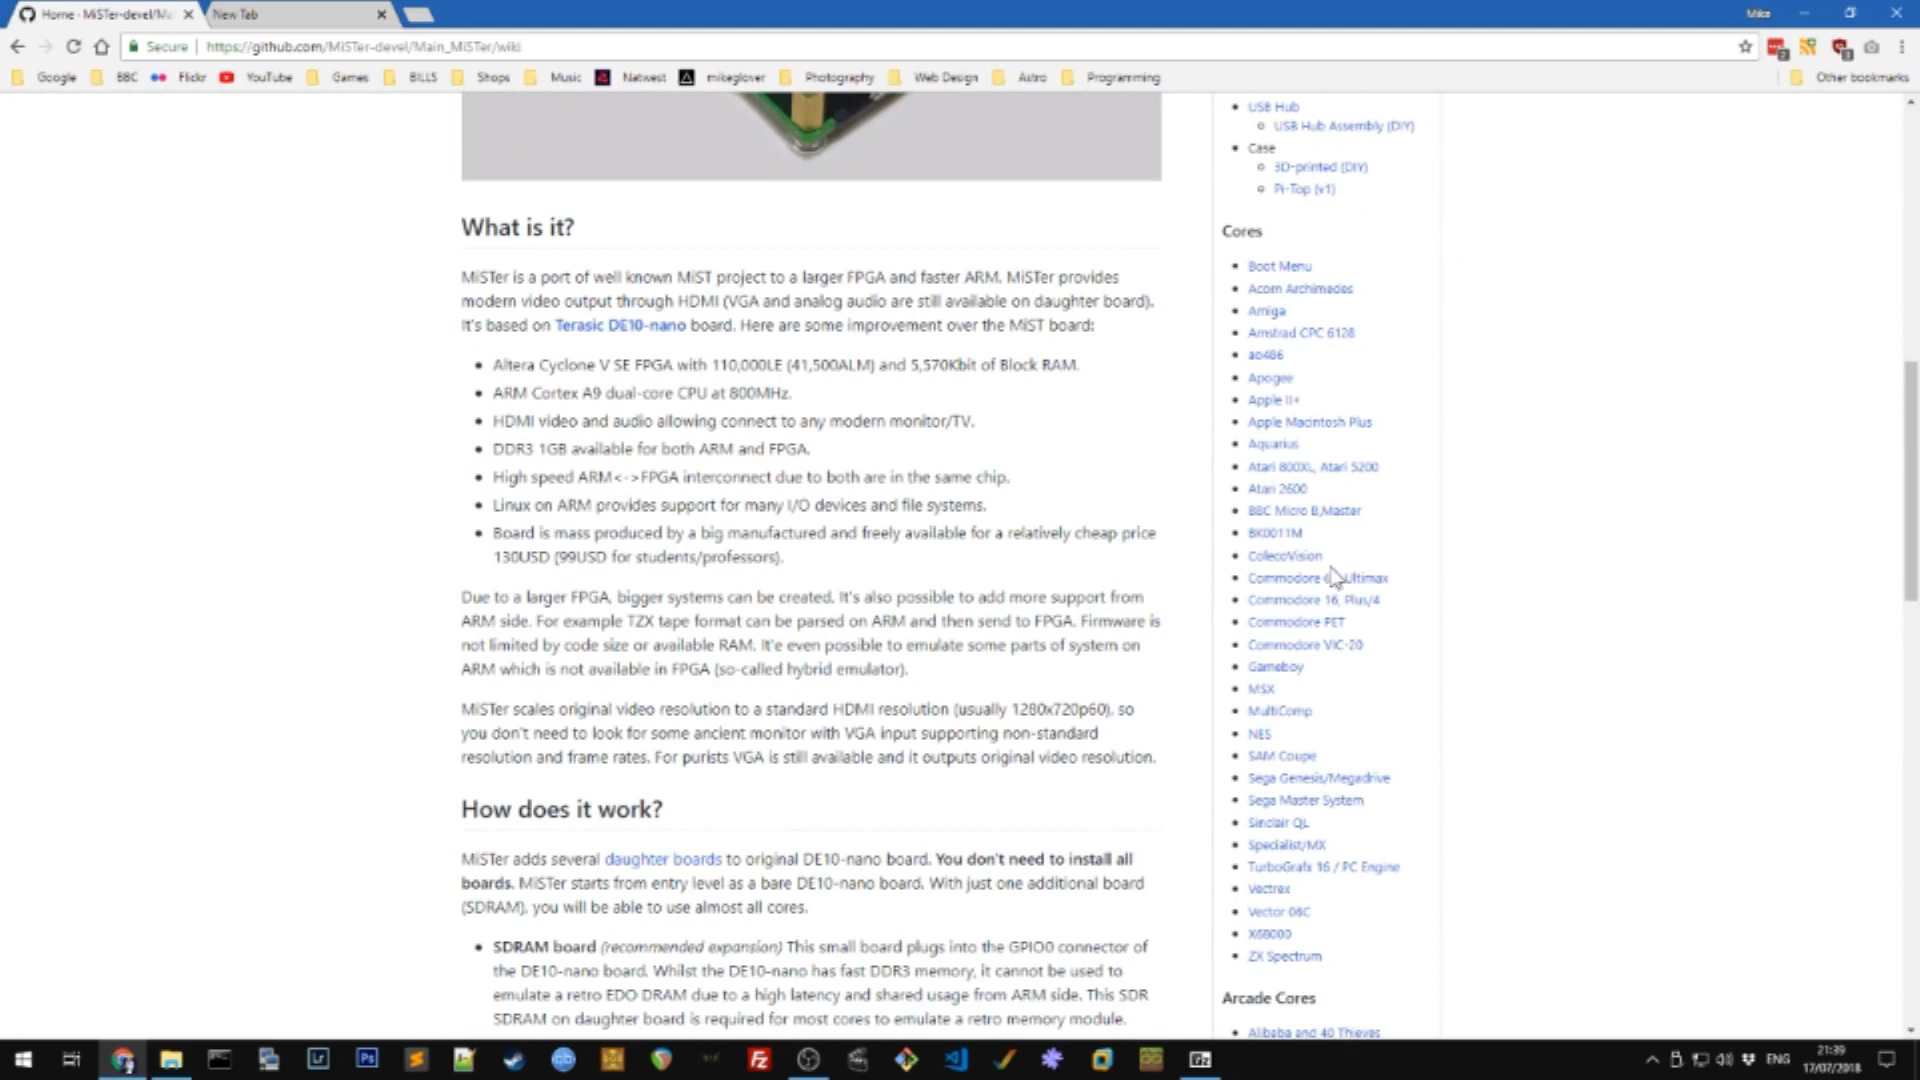 Home · MiSTer-devel/Ma
New Tab
Mike
Secure
https://github.com/MiSTer-devel/Main_MiSTer/wiki
Google
BBC
Flickr
YouTube
Games
BILLS
Shops
Music
Natwest
mikeglover
Photography
Web Design
Astro
Programming
Other bookmarks
What is it?
MiSTer is a port of well known MiST project to a larger FPGA and faster ARM. MiSTer provides
modern video output through HDMI (VGA and analog audio are still available on daughter board).
It's based on Terasic DE10-nano board. Here are some improvement over the MiST board:
• Altera Cyclone V SE FPGA with 110,000LE (41,500ALM) and 5,570Kbit of Block RAM.
• ARM Cortex A9 dual-core CPU at 800MHz.
• HDMI video and audio allowing connect to any modern monitor/TV.
• DDR3 1GB available for both ARM and FPGA.
• High speed ARM<->FPGA interconnect due to both are in the same chip.
• Linux on ARM provides support for many I/O devices and file systems.
• Board is mass produced by a big manufactured and freely available for a relatively cheap price
130USD (99USD for students/professors).
Due to a larger FPGA, bigger systems can be created. It's also possible to add more support from
ARM side. For example TZX tape format can be parsed on ARM and then send to FPGA. Firmware is
not limited by code size or available RAM. It'e even possible to emulate some parts of system on
ARM which is not available in FPGA (so-called hybrid emulator).
MiSTer scales original video resolution to a standard HDMI resolution (usually 1280x720p60), so
you don't need to look for some ancient monitor with VGA input supporting non-standard
resolution and frame rates. For purists VGA is still available and it outputs original video resolution.
How does it work?
MiSTer adds several daughter boards to original DE10-nano board. You don't need to install all
boards. MiSTer starts from entry level as a bare DE10-nano board. With just one additional board
(SDRAM), you will be able to use almost all cores.
• SDRAM board (recommended expansion) This small board plugs into the GPIO0 connector of
the DE10-nano board. Whilst the DE10-nano has fast DDR3 memory, it cannot be used to
emulate a retro EDO DRAM due to a high latency and shared usage from ARM side. This SDR
SDRAM on daughter board is required for most cores to emulate a retro memory module.
• USB Hub
USB Hub Assembly (DIY)
• Case
3D-printed (DIY)
Pi-Top (v1)
Cores
• Boot Menu
• Acorn Archimedes
• Amiga
• Amstrad CPC 6128
• ao486
• Apogee
• Apple II+
• Apple Macintosh Plus
• Aquarius
• Atari 800XL, Atari 5200
• Atari 2600
• BBC Micro B,Master
• BK0011M
• ColecoVision
• Commodore Ultimax
• Commodore 16, Plus/4
• Commodore PET
• Commodore VIC-20
• Gameboy
• MSX
• MultiComp
• NES
• SAM Coupe
• Sega Genesis/Megadrive
• Sega Master System
• Sinclair QL
• Specialist/MX
• TurboGrafx 16 / PC Engine
• Vectrex
• Vector 06C
• X68000
• ZX Spectrum
Arcade Cores
• Alibaba and 40 Thieves
Lr
Ps
Fz
ENG
21:39
17/07/2018